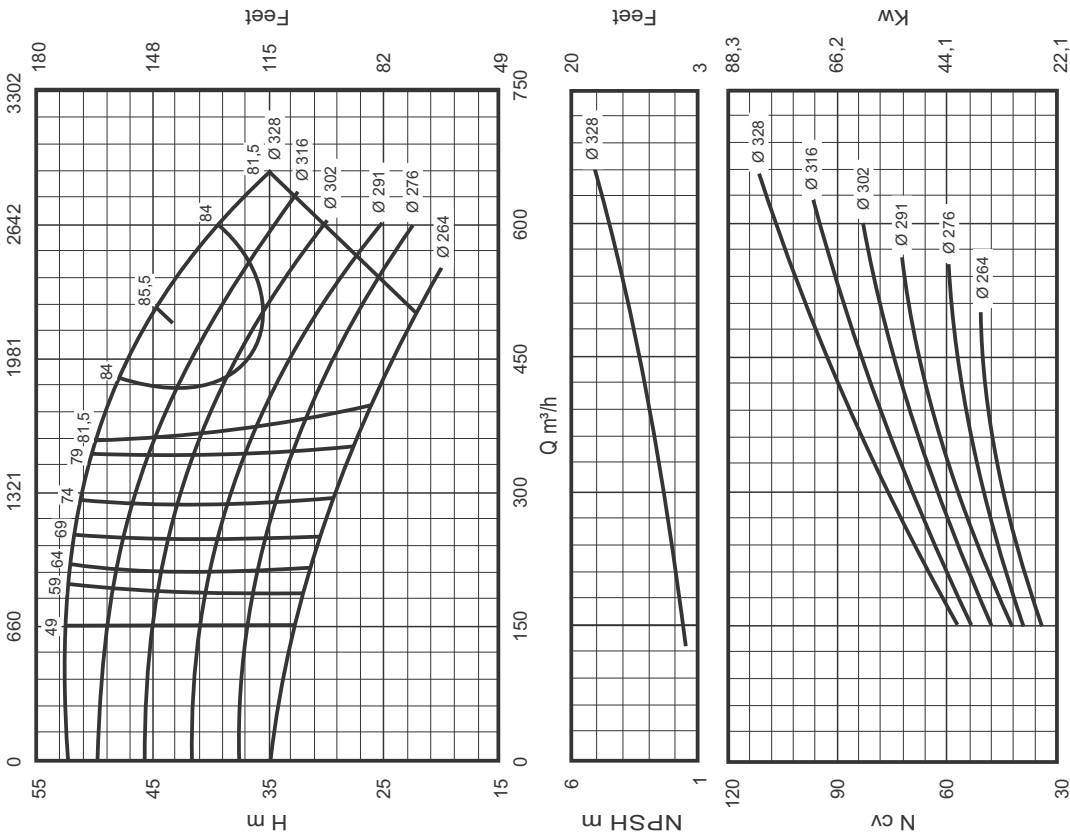 0 660 1321 1981 2642 3302
55
45
35
25
15
H m
180
148
115
82
49
Feet
49 59 64 69 74 79 81,5 84 85,5 84 81,5
Ø 328
Ø 316
Ø 302
Ø 291
Ø 276
Ø 264
0 150 300 450 600 750
Q m³/h
6
1
NPSH m
20
3
Feet
Ø 328
120
90
60
30
N cv
88,3
66,2
44,1
22,1
Kw
Ø 328
Ø 316
Ø 302
Ø 291
Ø 276
Ø 264